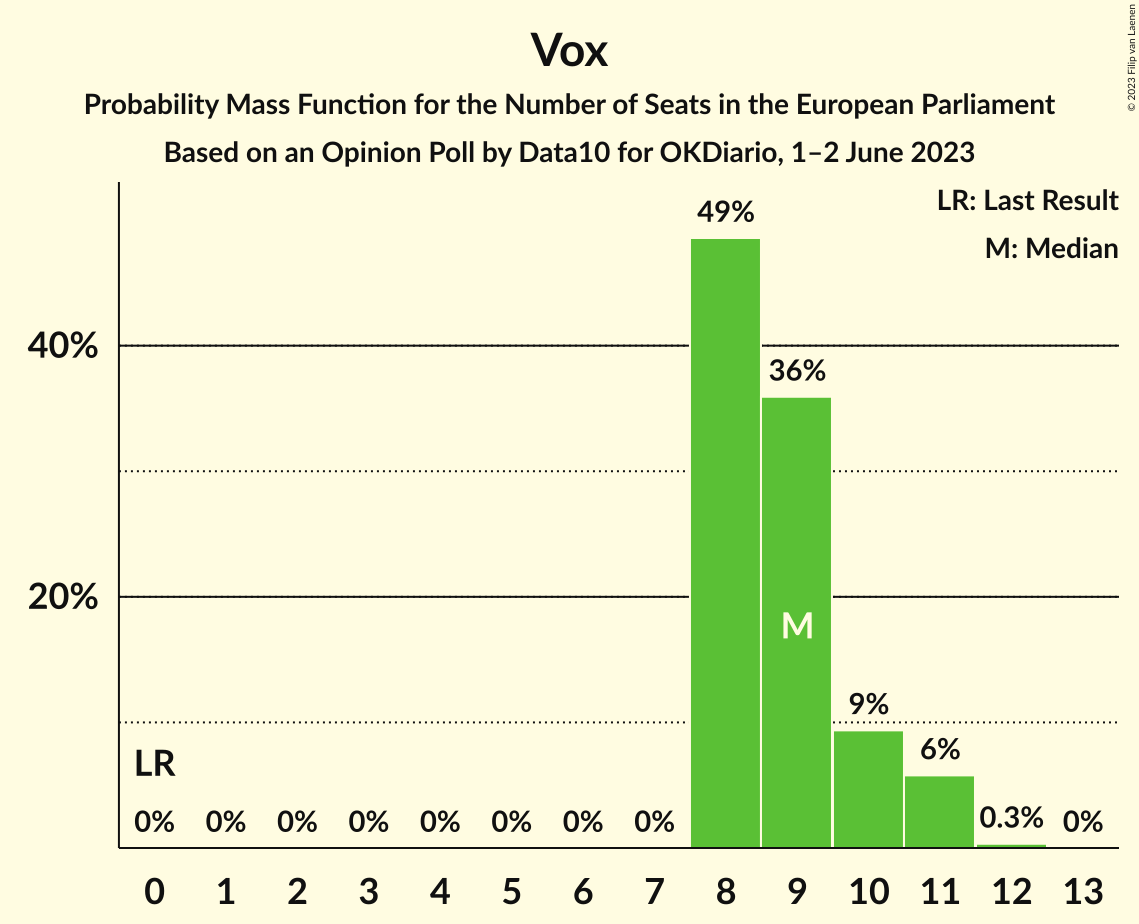 Vox
Probability Mass Function for the Number of Seats in the European Parliament
Based on an Opinion Poll by Data10 for OKDiario, 1–2 June 2023
© 2023 Filip van Laenen
LR: Last Result
M: Median
49%
40%
36%
20%
M
9%
6%
LR
0% 0% 0% 0% 0% 0% 0% 0% 0.3% 0%
0 1 2 3 4 5 6 7 8 9 10 11 12 13